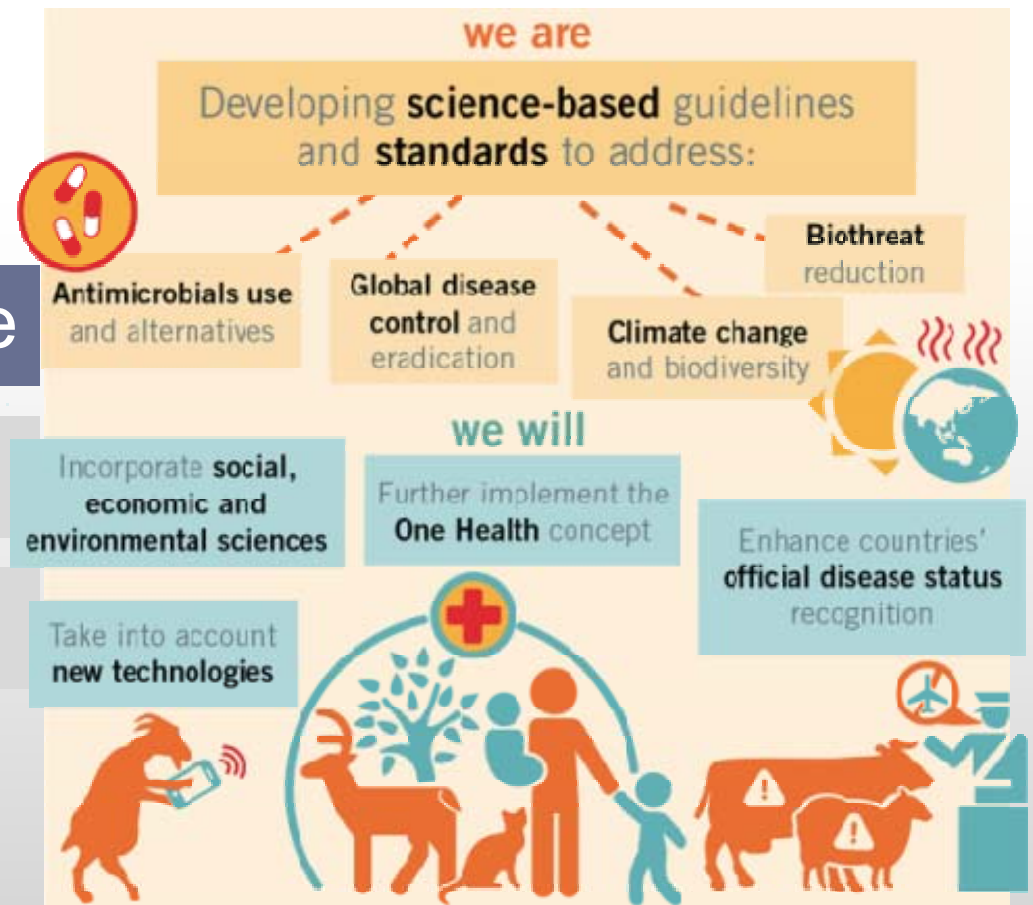 we are
Developing science-based guidelines
and standards to address:
Antimicrobials use
and alternatives
Global disease
control and
eradication
Climate change
and biodiversity
Biothreat
reduction
e
we will
Incorporate social,
economic and
environmental sciences
Further implement the
One Health concept
Enhance countries'
official disease status
recognition
Take into account
new technologies
!
!